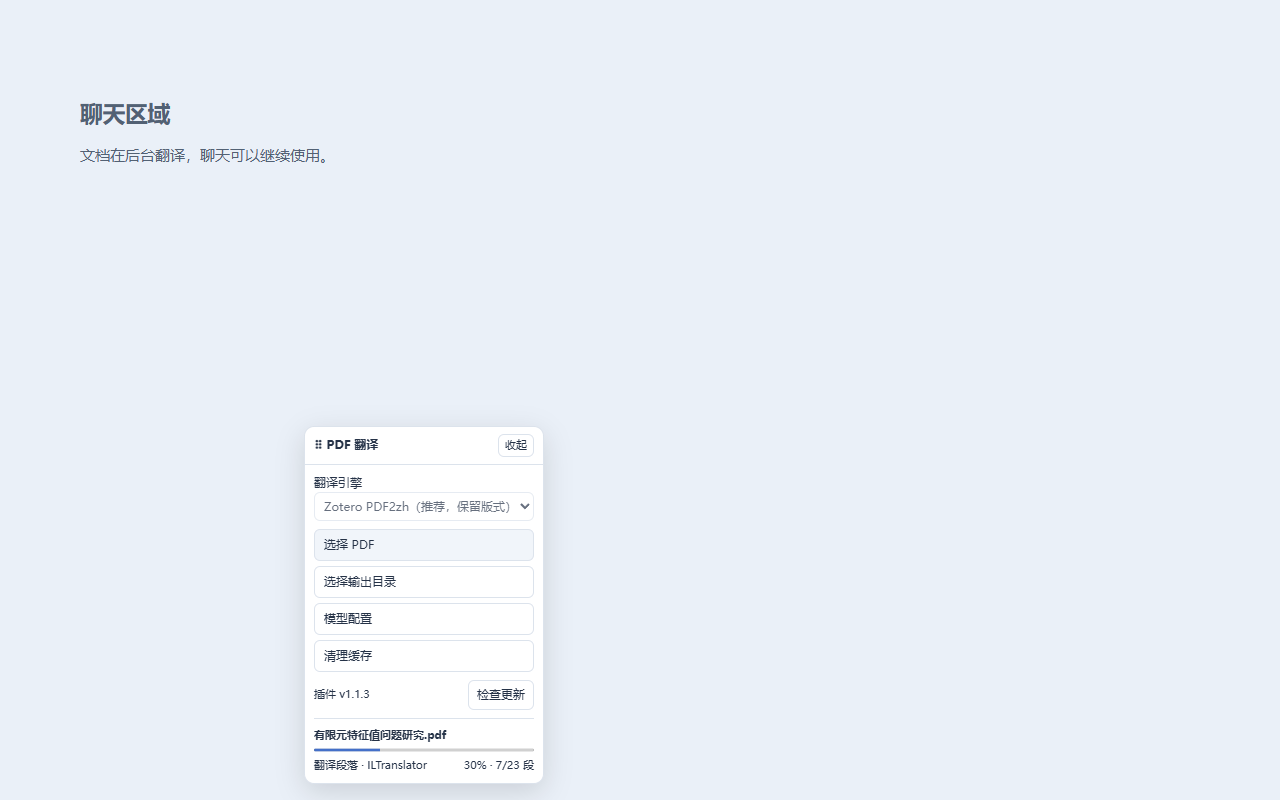 聊天区域
文档在后台翻译，聊天可以继续使用。
⠿ PDF 翻译
收起
翻译引擎
Zotero PDF2zh（推荐，保留版式）
选择 PDF
选择输出目录
模型配置
清理缓存
插件 v1.1.3
检查更新
有限元特征值问题研究.pdf
翻译段落 · ILTranslator
30% · 7/23 段